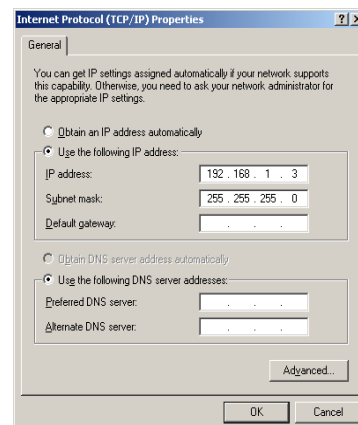 Internet Protocol (TCP/IP) Properties
General
You can get IP settings assigned automatically if your network supports
this capability. Otherwise, you need to ask your network administrator for
the appropriate IP settings.
Obtain an IP address automatically
Use the following IP address:
IP address: 192 . 168 . 1 . 3
Subnet mask: 255 . 255 . 255 . 0
Default gateway: . . .
Obtain DNS server address automatically
Use the following DNS server addresses:
Preferred DNS server: . . .
Alternate DNS server: . . .
Advanced...
OK Cancel